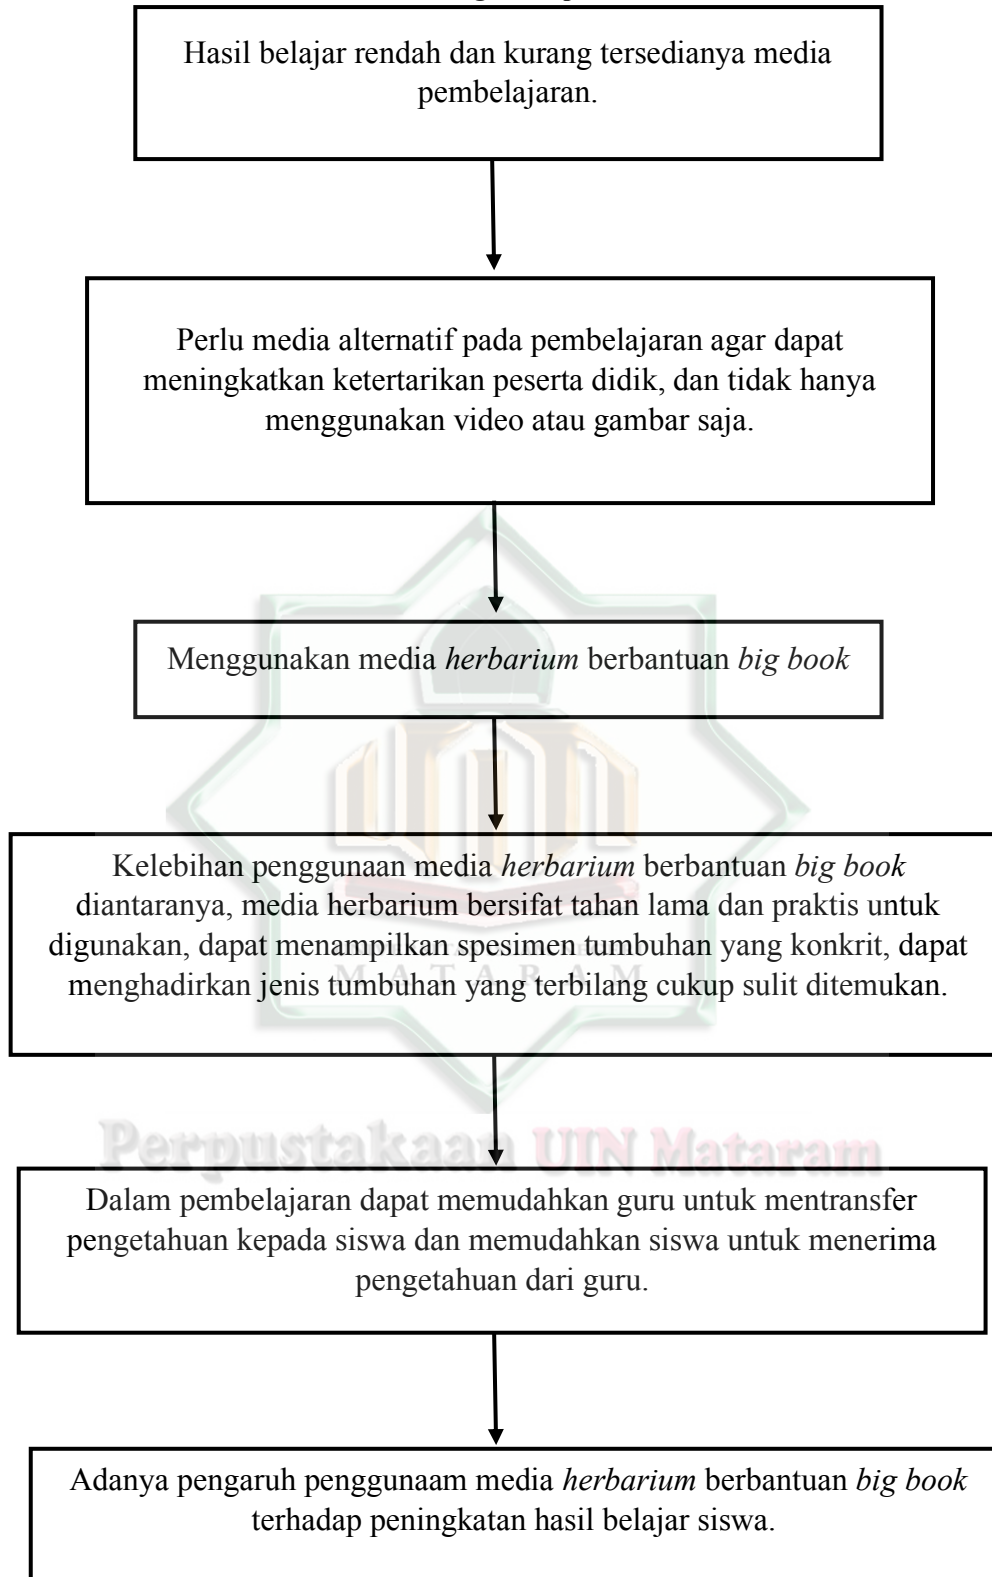 Hasil belajar rendah dan kurang tersedianya media
pembelajaran.
Perlu media alternatif pada pembelajaran agar dapat
meningkatkan ketertarikan peserta didik, dan tidak hanya
menggunakan video atau gambar saja.
Menggunakan media herbarium berbantuan big book
Kelebihan penggunaan media herbarium berbantuan big book
diantaranya, media herbarium bersifat tahan lama dan praktis untuk
digunakan, dapat menampilkan spesimen tumbuhan yang konkrit, dapat
M A T A R A M
menghadirkan jenis tumbuhan yang terbilang cukup sulit ditemukan.
Perpustakaan UIN Mataram
Dalam pembelajaran dapat memudahkan guru untuk mentransfer
pengetahuan kepada siswa dan memudahkan siswa untuk menerima
pengetahuan dari guru.
Adanya pengaruh penggunaam media herbarium berbantuan big book
terhadap peningkatan hasil belajar siswa.